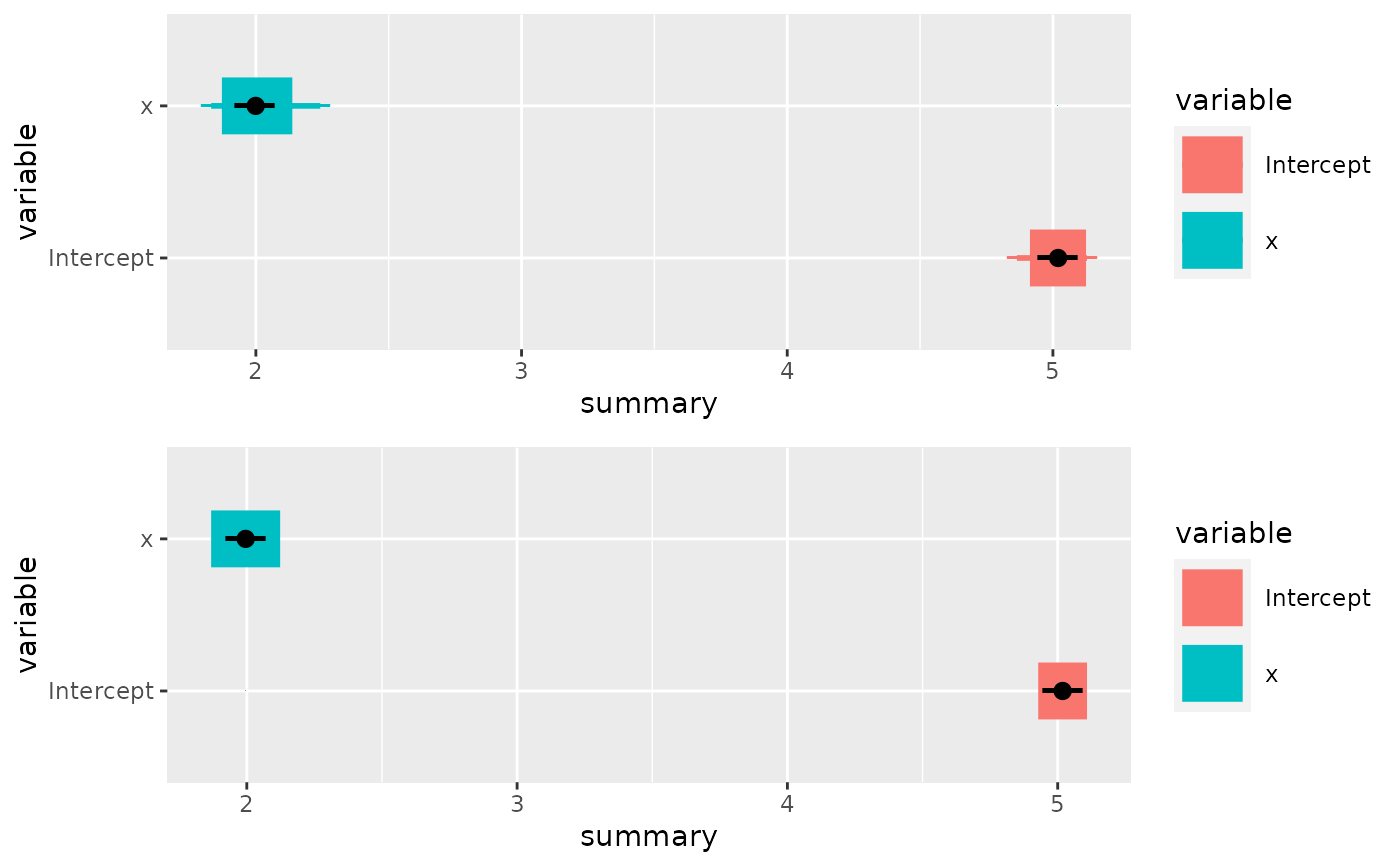 variable
x
Intercept
2 3 4 5
summary
variable
Intercept
x
variable
x
Intercept
2 3 4 5
summary
variable
Intercept
x